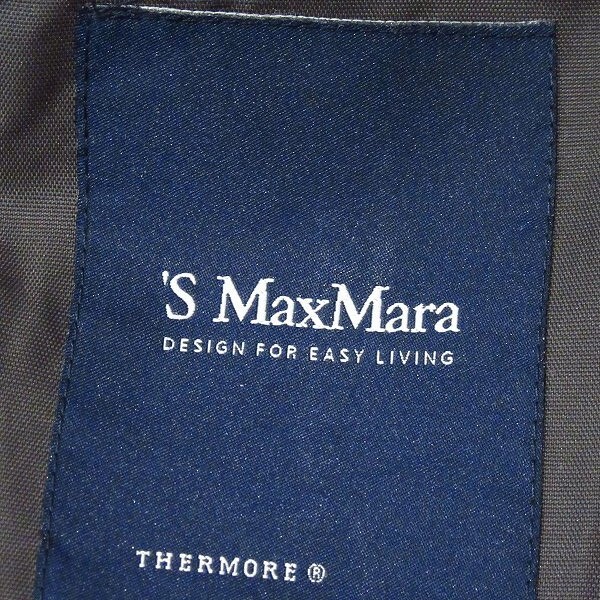 'S MaxMara
DESIGN FOR EASY LIVING
THERMORE ®